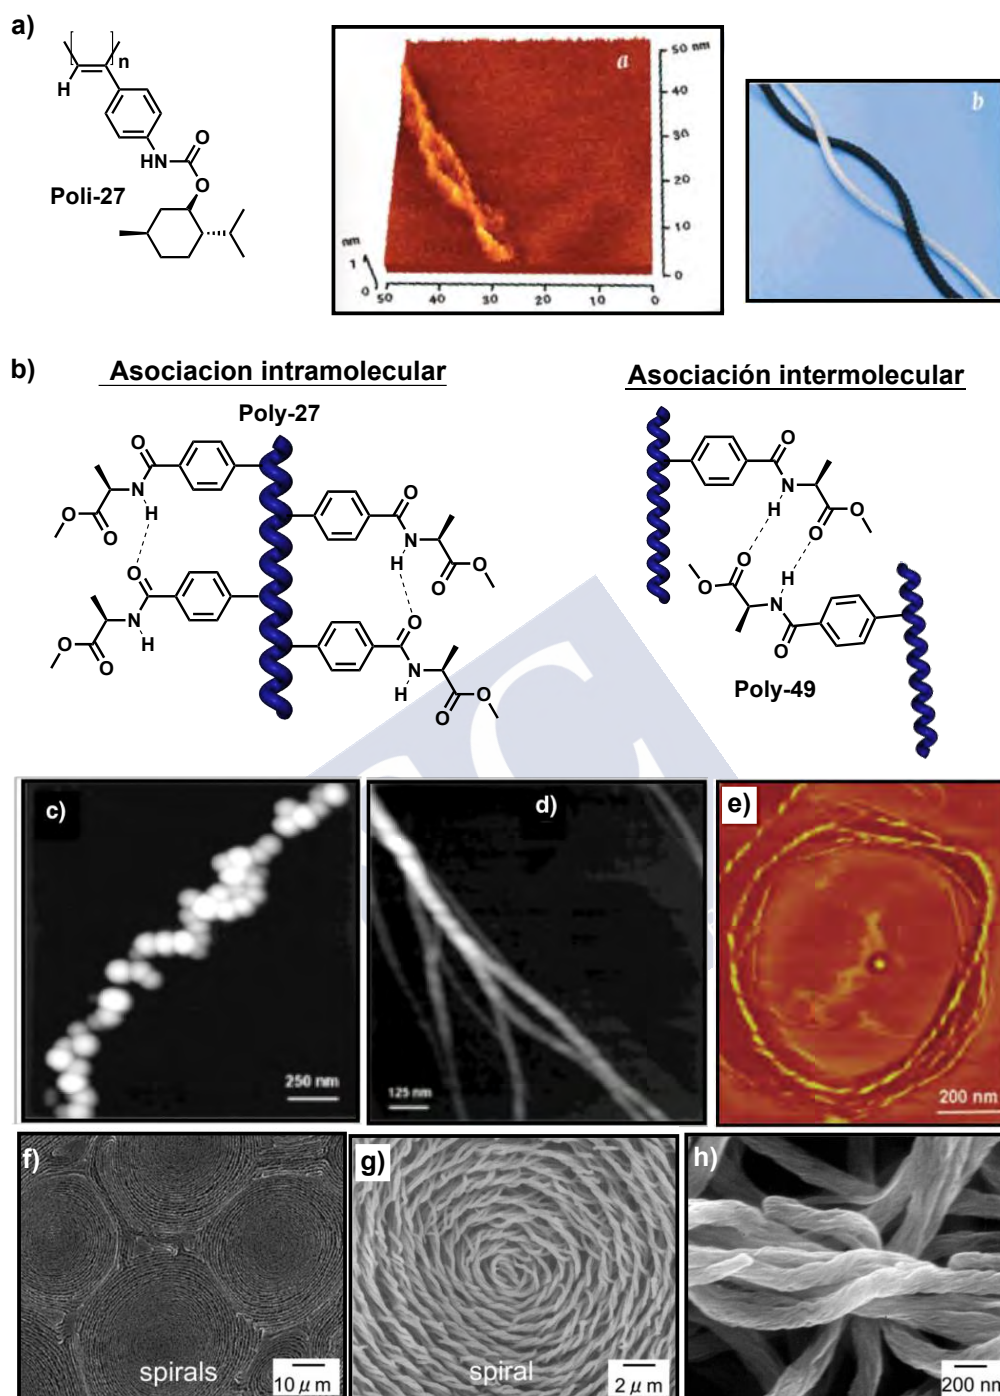 a)
n
H
HN
O
O
Poli-27
a
50 nm
40
30
20
10
0
nm
1
0
50
40
30
20
10
0
b
b)
Asociacion intramolecular
Asociación intermolecular
Poly-27
O
N
H
O
O
O
N
H
O
O
O
N
H
O
O
O
N
H
O
O
O
N
H
O
O
O
O
H
N
O
Poly-49
c)
250 nm
d)
125 nm
e)
200 nm
f)
spirals
10 μm
g)
spiral
2 μm
h)
200 nm